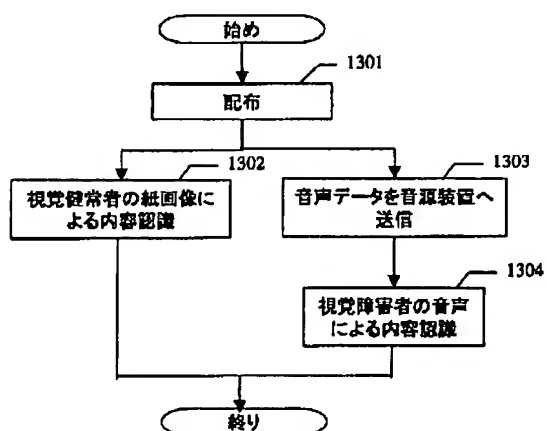 始め
1301
配布
1302
視覚健常者の紙画像に
よる内容認識
1303
音声データを音源装置へ
送信
1304
視覚障害者の音声
による内容認識
終り